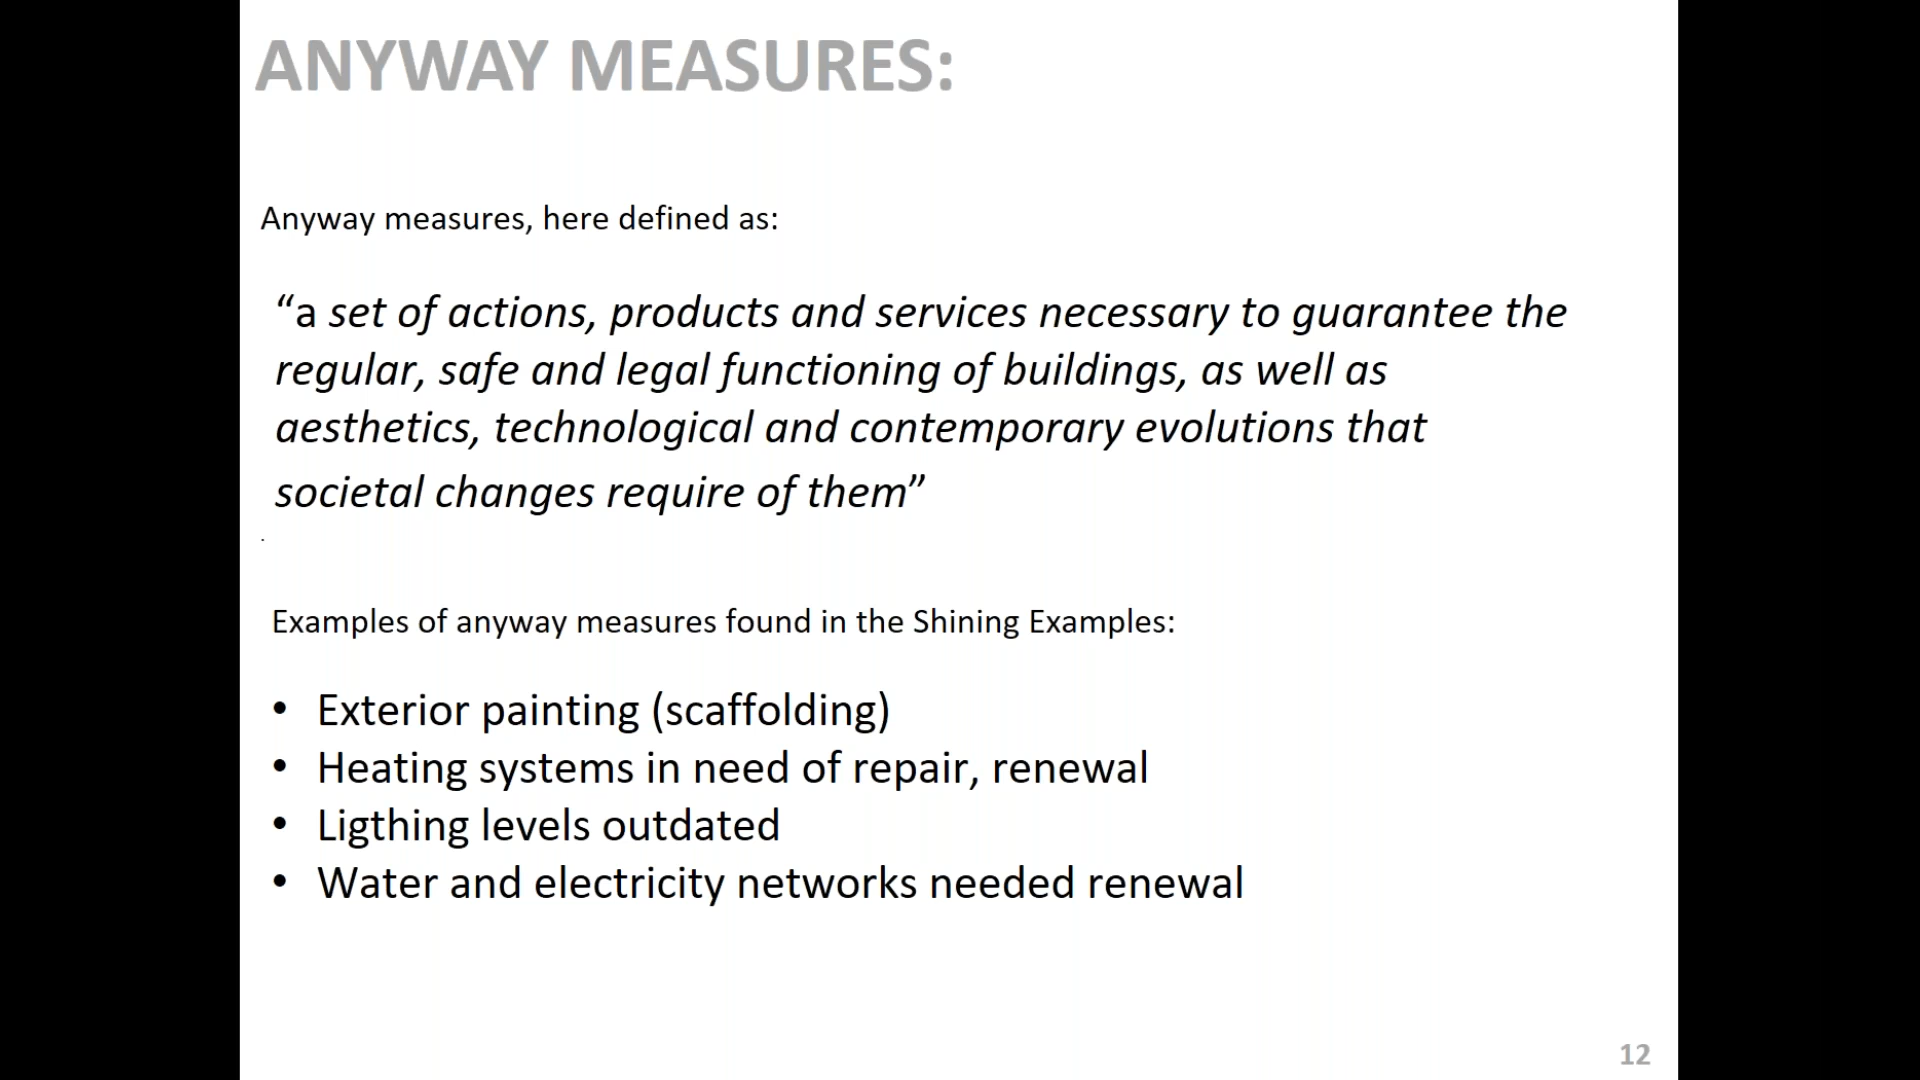 ANYWAY MEASURES:
Anyway measures, here defined as:
“a set of actions, products and services necessary to guarantee the
regular, safe and legal functioning of buildings, as well as
aesthetics, technological and contemporary evolutions that
societal changes require of them”
.
Examples of anyway measures found in the Shining Examples:
• Exterior painting (scaffolding)
• Heating systems in need of repair, renewal
• Ligthing levels outdated
• Water and electricity networks needed renewal
12